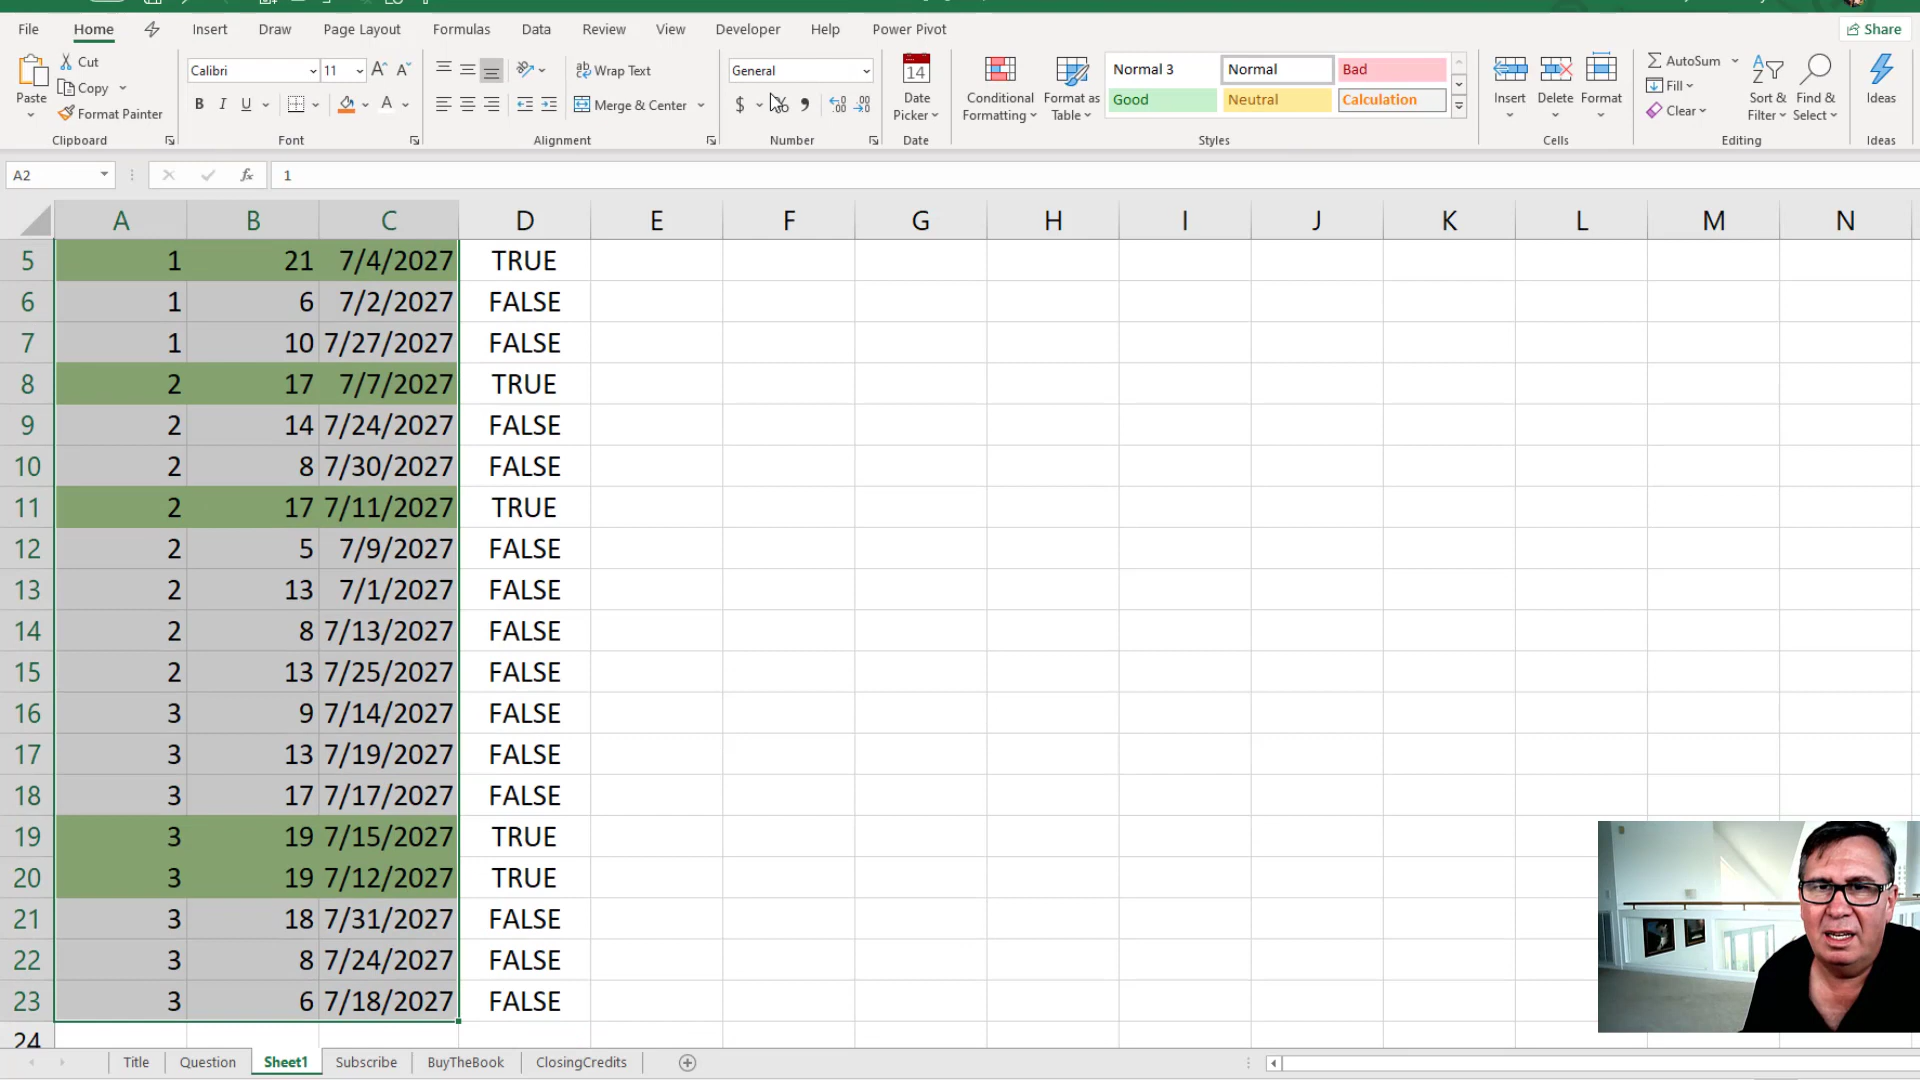 File Home Insert Draw Page Layout Formulas Data Review View Developer Help Power Pivot Share
Paste Cut Copy Format Painter Clipboard
Calibri 11 B I U Font
Wrap Text Merge & Center Alignment
General $ % Number
14 Date Picker Date
Conditional Formatting Format as Table Normal 3 Normal Bad Good Neutral Calculation Styles
Insert Delete Format Cells
AutoSum Fill Clear Sort & Filter Find & Select Editing
Ideas Ideas
A2 fx 1
A B C D E F G H I J K L M N
5 1 21 7/4/2027 TRUE
6 1 6 7/2/2027 FALSE
7 1 10 7/27/2027 FALSE
8 2 17 7/7/2027 TRUE
9 2 14 7/24/2027 FALSE
10 2 8 7/30/2027 FALSE
11 2 17 7/11/2027 TRUE
12 2 5 7/9/2027 FALSE
13 2 13 7/1/2027 FALSE
14 2 8 7/13/2027 FALSE
15 2 13 7/25/2027 FALSE
16 3 9 7/14/2027 FALSE
17 3 13 7/19/2027 FALSE
18 3 17 7/17/2027 FALSE
19 3 19 7/15/2027 TRUE
20 3 19 7/12/2027 TRUE
21 3 18 7/31/2027 FALSE
22 3 8 7/24/2027 FALSE
23 3 6 7/18/2027 FALSE
24
Title Question Sheet1 Subscribe BuyTheBook ClosingCredits